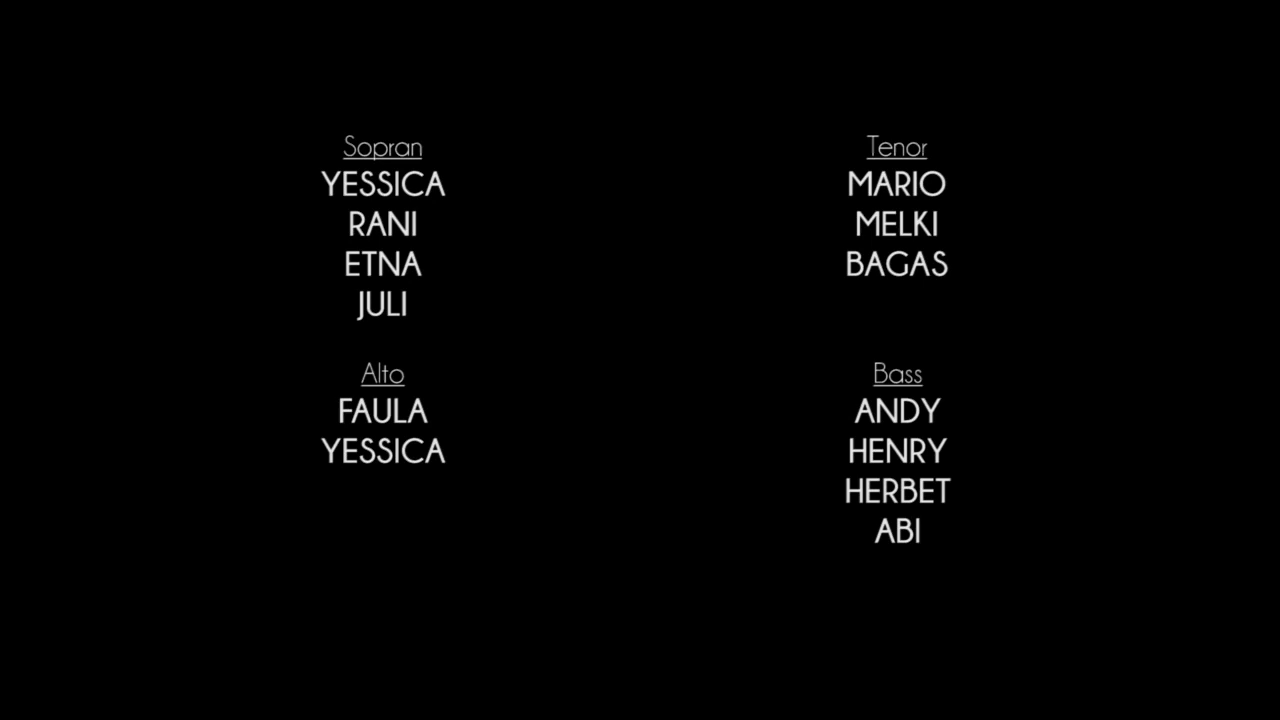 Sopran
YESSICA
RANI
ETNA
JULI
Alto
FAULA
YESSICA
Tenor
MARIO
MELKI
BAGAS
Bass
ANDY
HENRY
HERBET
ABI